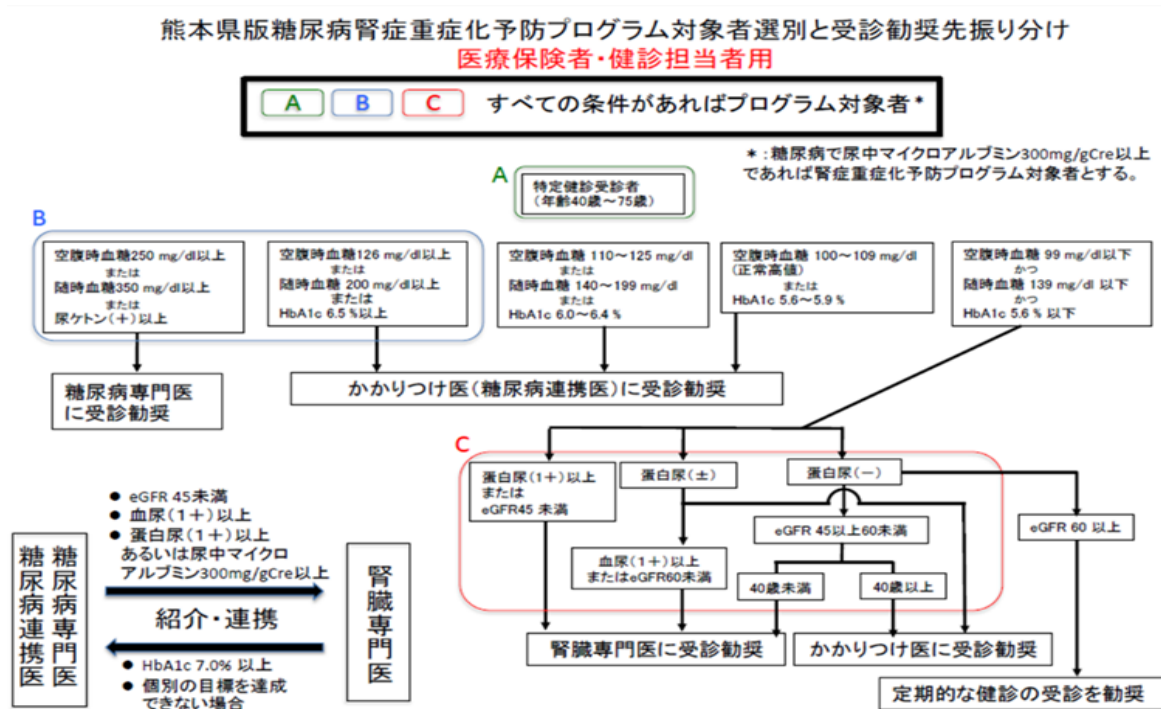 熊本県版糖尿病腎症重症化予防プログラム対象者選別と受診勧奨先振り分け
医療保険者・健診担当者用
A B C すべての条件があればプログラム対象者*
*:糖尿病で尿中マイクロアルブミン300mg/gCre以上
であれば腎症重症化予防プログラム対象者とする。
A
特定健診受診者
(年齢40歳~75歳)
B
空腹時血糖250 mg/dl以上
または
随時血糖350 mg/dl以上
または
尿ケトン(+)以上
空腹時血糖126 mg/dl以上
または
随時血糖 200 mg/dl以上
または
HbA1c 6.5 %以上
空腹時血糖 110~125 mg/dl
または
随時血糖 140~199 mg/dl
または
HbA1c 6.0~6.4 %
空腹時血糖 100~109 mg/dl
(正常高値)
または
HbA1c 5.6~5.9 %
空腹時血糖 99 mg/dl以下
かつ
随時血糖 139 mg/dl 以下
かつ
HbA1c 5.6 % 以下
糖尿病専門医
に受診勧奨
かかりつけ医(糖尿病連携医)に受診勧奨
C
蛋白尿(1+)以上
または
eGFR45 未満
蛋白尿(±)
蛋白尿(-)
eGFR 45以上60未満
eGFR 60 以上
血尿(1+)以上
またはeGFR60未満
40歳未満
40歳以上
腎臓専門医に受診勧奨
かかりつけ医に受診勧奨
定期的な健診の受診を勧奨
● eGFR 45未満
● 血尿(1+)以上
● 蛋白尿(1+)以上
あるいは尿中マイクロ
アルブミン300mg/gCre以上
糖尿病専門医
糖尿病連携医
紹介・連携
腎臓専門医
● HbA1c 7.0% 以上
● 個別の目標を達成
できない場合